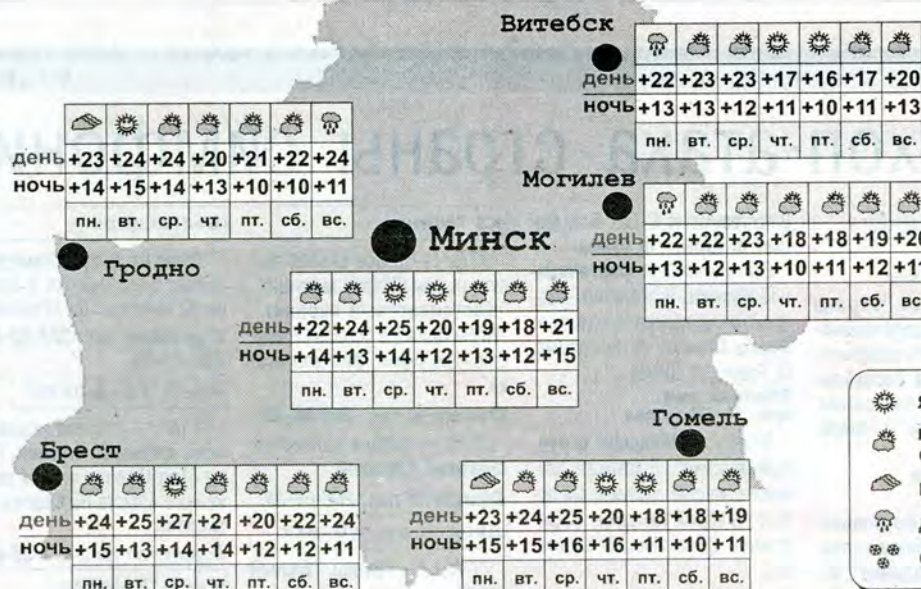 Витебск
день +22 +23 +23 +17 +16 +17 +20
ночь +13 +13 +12 +11 +10 +11 +13
пн. вт. ср. чт. пт. сб. вс.
день +23 +24 +24 +20 +21 +22 +24
ночь +14 +15 +14 +13 +10 +10 +11
пн. вт. ср. чт. пт. сб. вс.
Гродно
Могилев
день +22 +22 +23 +18 +18 +19 +20
ночь +13 +12 +13 +10 +11 +12 +11
пн. вт. ср. чт. пт. сб. вс.
Минск
день +22 +24 +25 +20 +19 +18 +21
ночь +14 +13 +14 +12 +13 +12 +15
пн. вт. ср. чт. пт. сб. вс.
Брест
день +24 +25 +27 +21 +20 +22 +24
ночь +15 +13 +14 +14 +12 +12 +11
пн. вт. ср. чт. пт. сб. вс.
Гомель
день +23 +24 +25 +20 +18 +18 +19
ночь +15 +15 +16 +16 +11 +10 +11
пн. вт. ср. чт. пт. сб. вс.